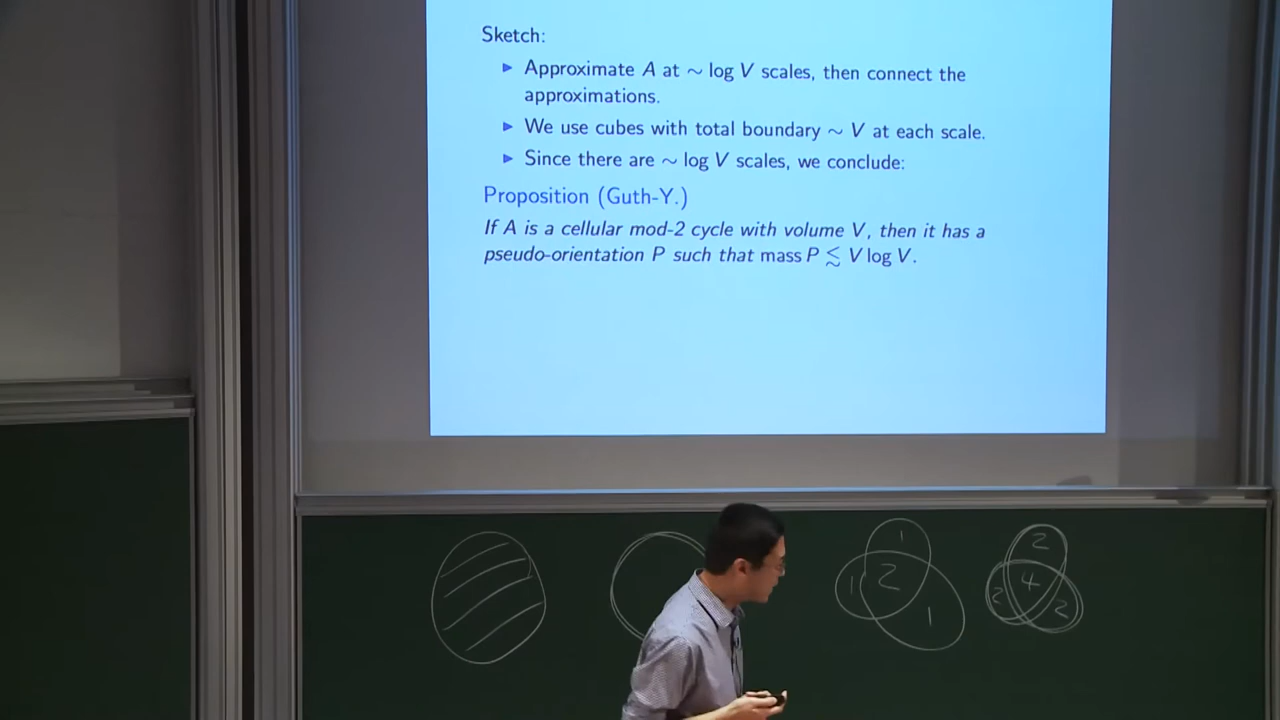 Sketch:
▶ Approximate A at ∼ log V scales, then connect the
approximations.
▶ We use cubes with total boundary ∼ V at each scale.
▶ Since there are ∼ log V scales, we conclude:
Proposition (Guth-Y.)
If A is a cellular mod-2 cycle with volume V, then it has a
pseudo-orientation P such that mass P ≲ V log V.
1
1 2
1
2
2 4 2